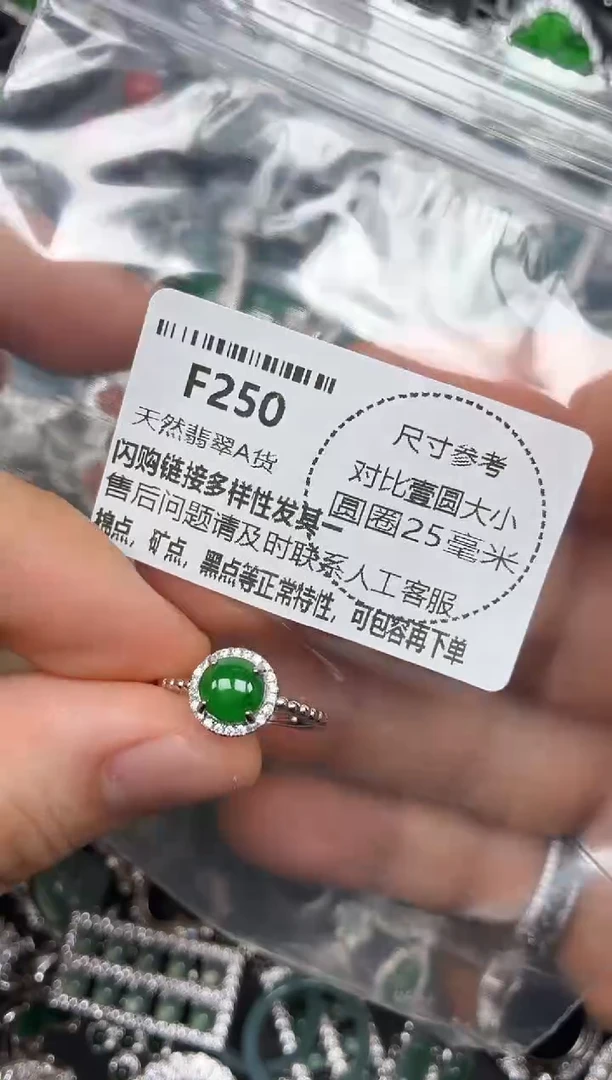 F250
天然翡翠A货
闪购链接多样性发其一
售后问题请及时联系人工客服
棉点，矿点，黑点等正常特性，可包容再下单
尺寸参考
对比壹圆大小
圆圈25毫米